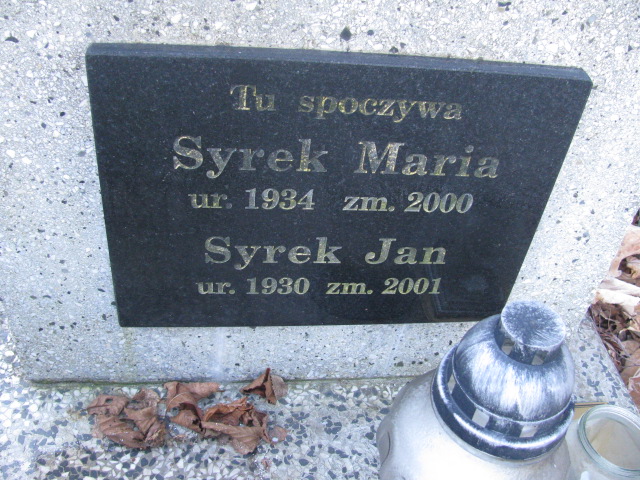 Tu spoczywa
Syrek Maria
ur. 1934 zm. 2000
Syrek Jan
ur. 1930 zm. 2001